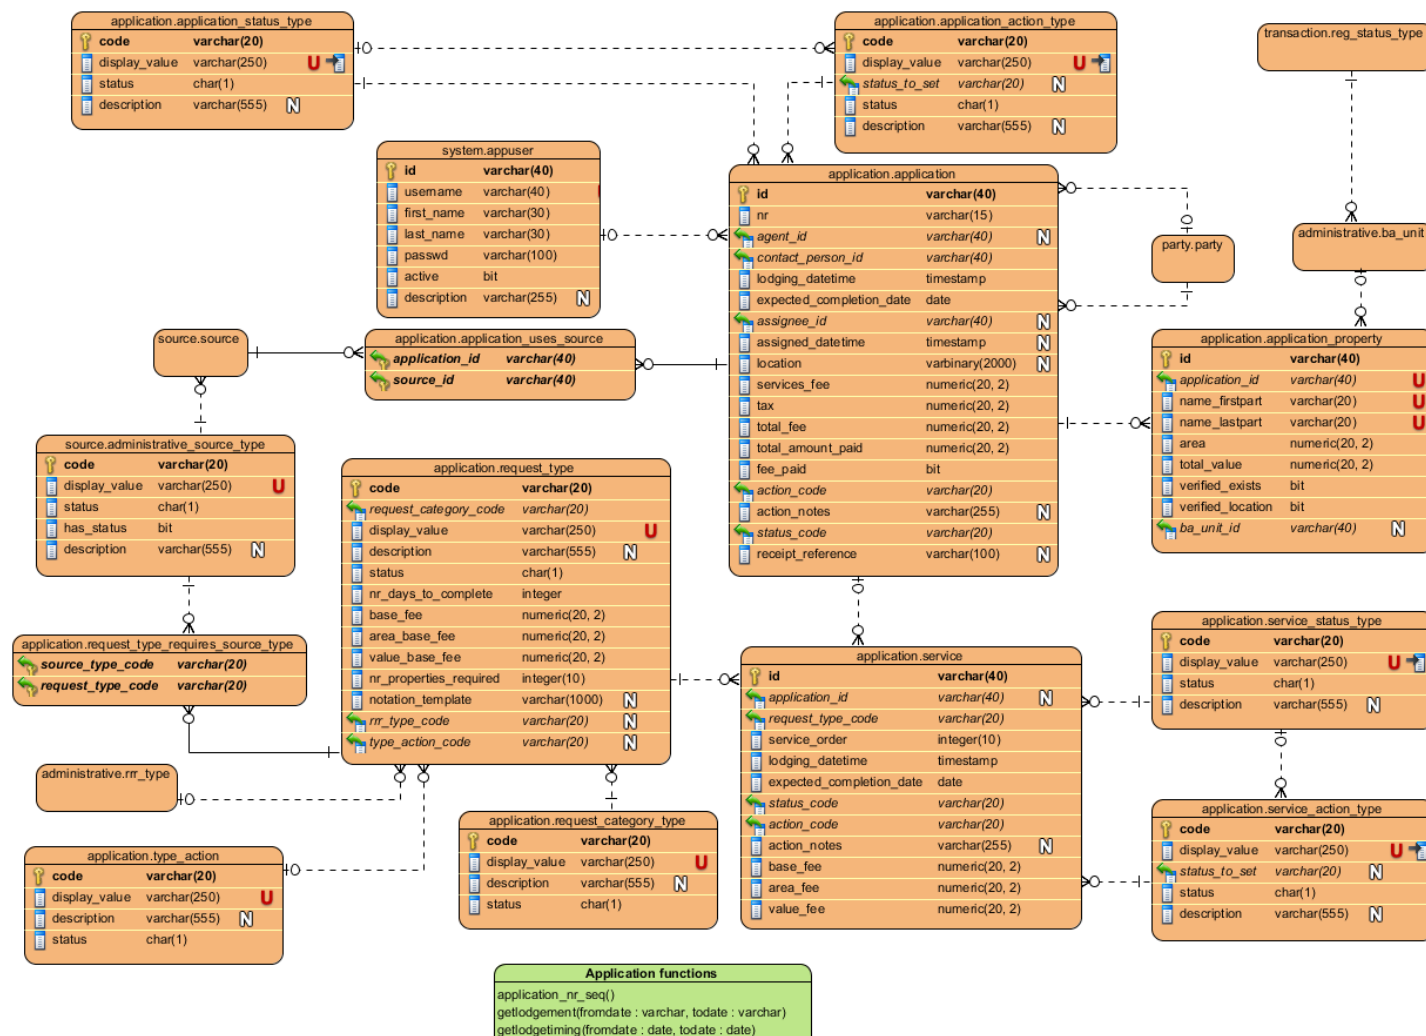 application.application_status_type
code varchar(20)
display_value varchar(250) U
status char(1)
description varchar(555) N
application.application_action_type
code varchar(20)
display_value varchar(250) U
status_to_set varchar(20) N
status char(1)
description varchar(555) N
transaction.reg_status_type
system.appuser
id varchar(40)
username varchar(40)
first_name varchar(30)
last_name varchar(30)
passwd varchar(100)
active bit
description varchar(255) N
application.application
id varchar(40)
nr varchar(15)
agent_id varchar(40) N
contact_person_id varchar(40)
lodging_datetime timestamp
expected_completion_date date
assignee_id varchar(40) N
assigned_datetime timestamp N
location varbinary(2000) N
services_fee numeric(20, 2)
tax numeric(20, 2)
total_fee numeric(20, 2)
total_amount_paid numeric(20, 2)
fee_paid bit
action_code varchar(20)
action_notes varchar(255) N
status_code varchar(20)
receipt_reference varchar(100) N
party.party
administrative.ba_unit
source.source
application.application_uses_source
application_id varchar(40)
source_id varchar(40)
application.application_property
id varchar(40)
application_id varchar(40) U
name_firstpart varchar(20) U
name_lastpart varchar(20) U
area numeric(20, 2)
total_value numeric(20, 2)
verified_exists bit
verified_location bit
ba_unit_id varchar(40) N
source.administrative_source_type
code varchar(20)
display_value varchar(250) U
status char(1)
has_status bit
description varchar(555) N
application.request_type
code varchar(20)
request_category_code varchar(20)
display_value varchar(250) U
description varchar(555) N
status char(1)
nr_days_to_complete integer
base_fee numeric(20, 2)
area_base_fee numeric(20, 2)
value_base_fee numeric(20, 2)
nr_properties_required integer(10)
notation_template varchar(1000) N
rrr_type_code varchar(20) N
type_action_code varchar(20) N
application.request_type_requires_source_type
source_type_code varchar(20)
request_type_code varchar(20)
application.service
id varchar(40)
application_id varchar(40) N
request_type_code varchar(20)
service_order integer(10)
lodging_datetime timestamp
expected_completion_date date
status_code varchar(20)
action_code varchar(20)
action_notes varchar(255) N
base_fee numeric(20, 2)
area_fee numeric(20, 2)
value_fee numeric(20, 2)
application.service_status_type
code varchar(20)
display_value varchar(250) U
status char(1)
description varchar(555) N
administrative.rrr_type
application.service_action_type
code varchar(20)
display_value varchar(250) U
status_to_set varchar(20) N
status char(1)
description varchar(555) N
application.request_category_type
code varchar(20)
display_value varchar(250) U
description varchar(555) N
status char(1)
application.type_action
code varchar(20)
display_value varchar(250) U
description varchar(555) N
status char(1)
Application functions
application_nr_seq()
getlodgement(fromdate : varchar, todate : varchar)
getlodgetiming(fromdate : date, todate : date)